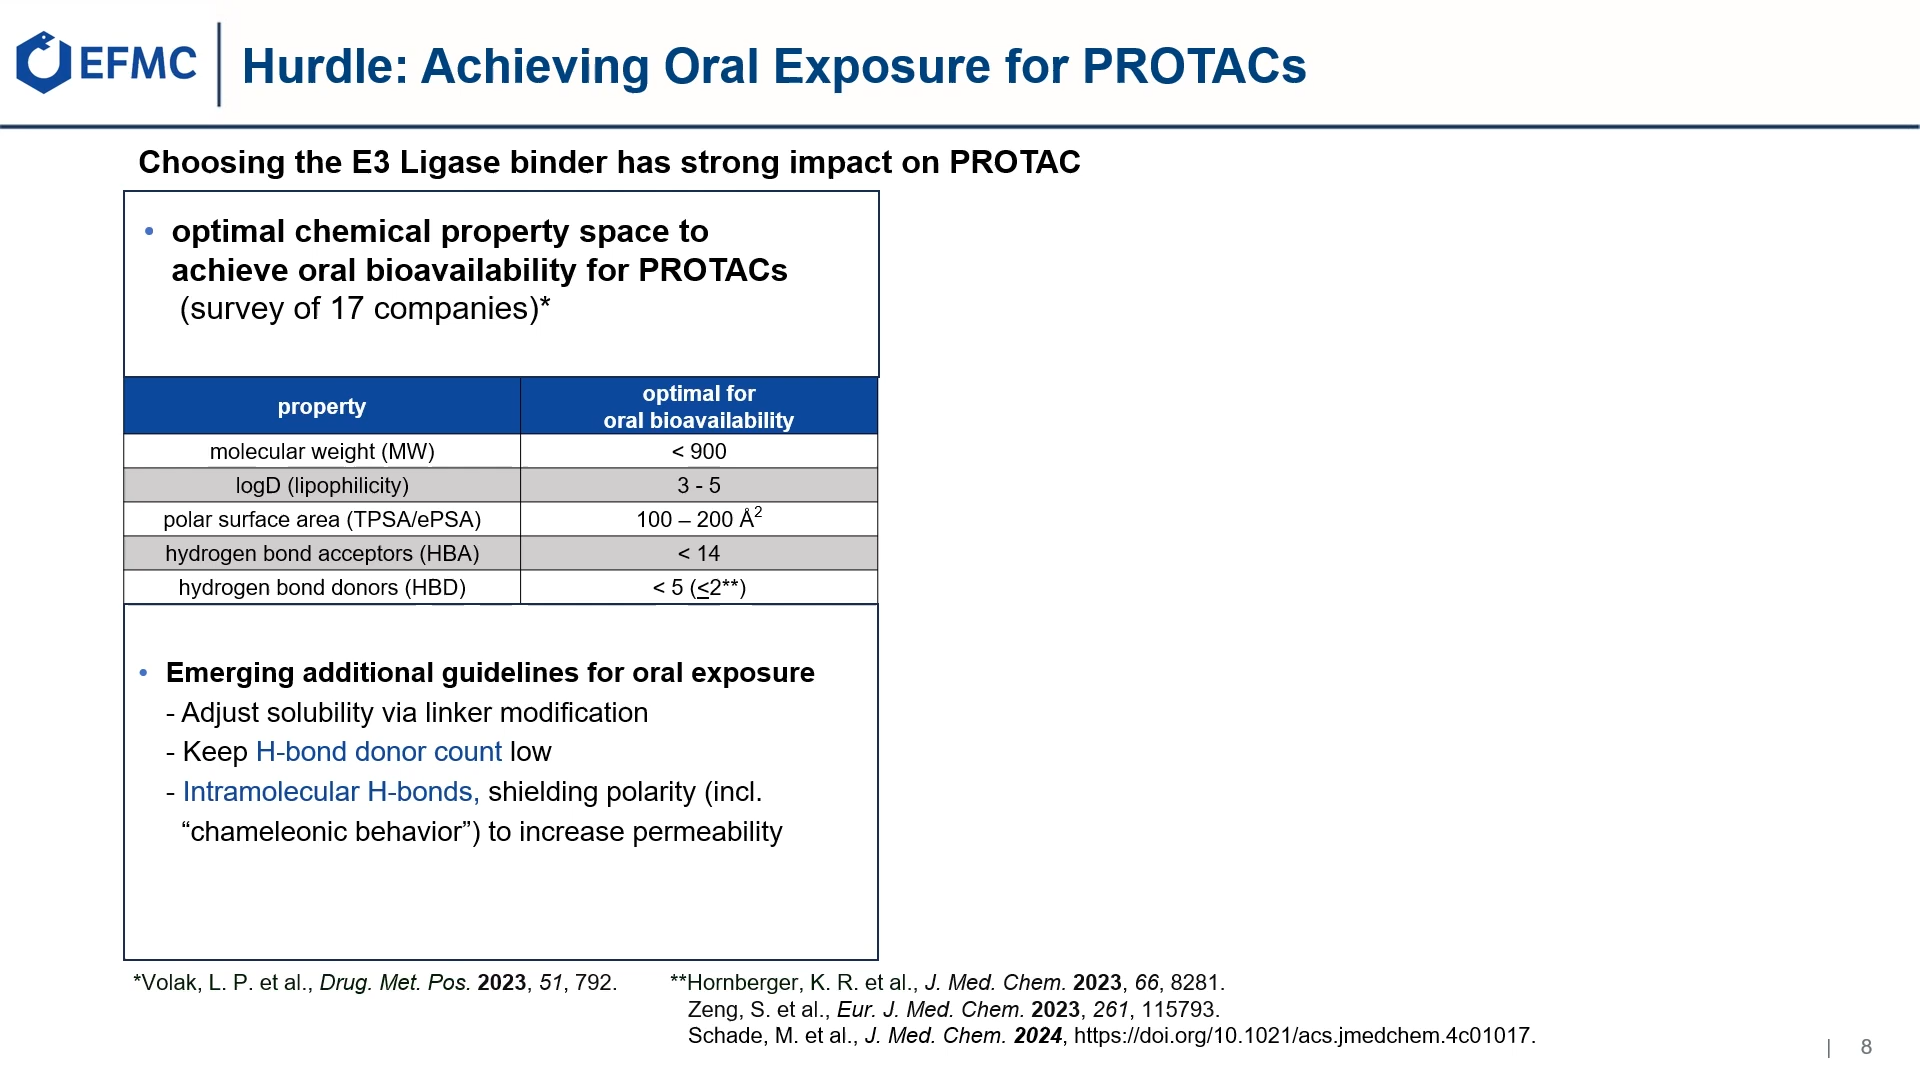 EFMC
Hurdle: Achieving Oral Exposure for PROTACs
Choosing the E3 Ligase binder has strong impact on PROTAC
• optimal chemical property space to
achieve oral bioavailability for PROTACs
(survey of 17 companies)*
property
optimal for
oral bioavailability
molecular weight (MW) < 900
logD (lipophilicity) 3 - 5
polar surface area (TPSA/ePSA) 100 – 200 Å²
hydrogen bond acceptors (HBA) < 14
hydrogen bond donors (HBD) < 5 (≤2**)
• Emerging additional guidelines for oral exposure
- Adjust solubility via linker modification
- Keep H-bond donor count low
- Intramolecular H-bonds, shielding polarity (incl.
“chameleonic behavior”) to increase permeability
*Volak, L. P. et al., Drug. Met. Pos. 2023, 51, 792.
**Hornberger, K. R. et al., J. Med. Chem. 2023, 66, 8281.
Zeng, S. et al., Eur. J. Med. Chem. 2023, 261, 115793.
Schade, M. et al., J. Med. Chem. 2024, https://doi.org/10.1021/acs.jmedchem.4c01017.
| 8